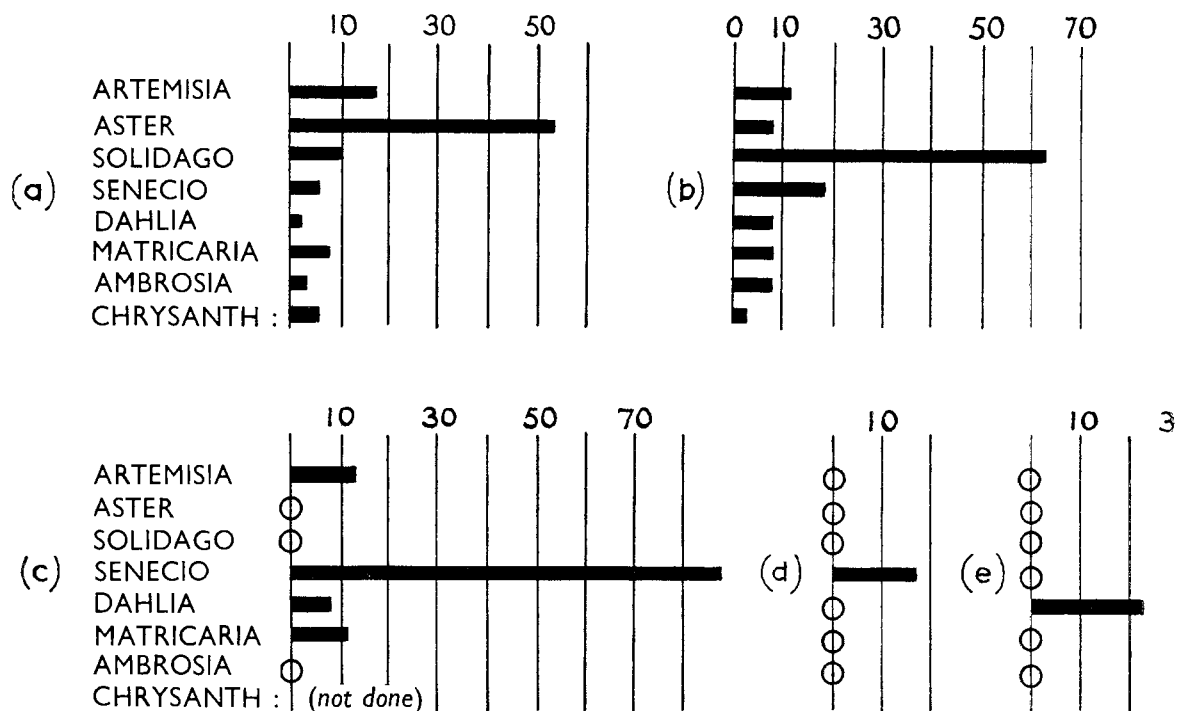 10 30 50
0 10 30 50 70
ARTEMISIA
ASTER
SOLIDAGO
(a) SENECIO
(b)
DAHLIA
MATRICARIA
AMBROSIA
CHRYSANTH :
10 30 50 70
10
10 3
ARTEMISIA
ASTER
SOLIDAGO
(c) SENECIO
(d)
(e)
DAHLIA
MATRICARIA
AMBROSIA
CHRYSANTH : (not done)